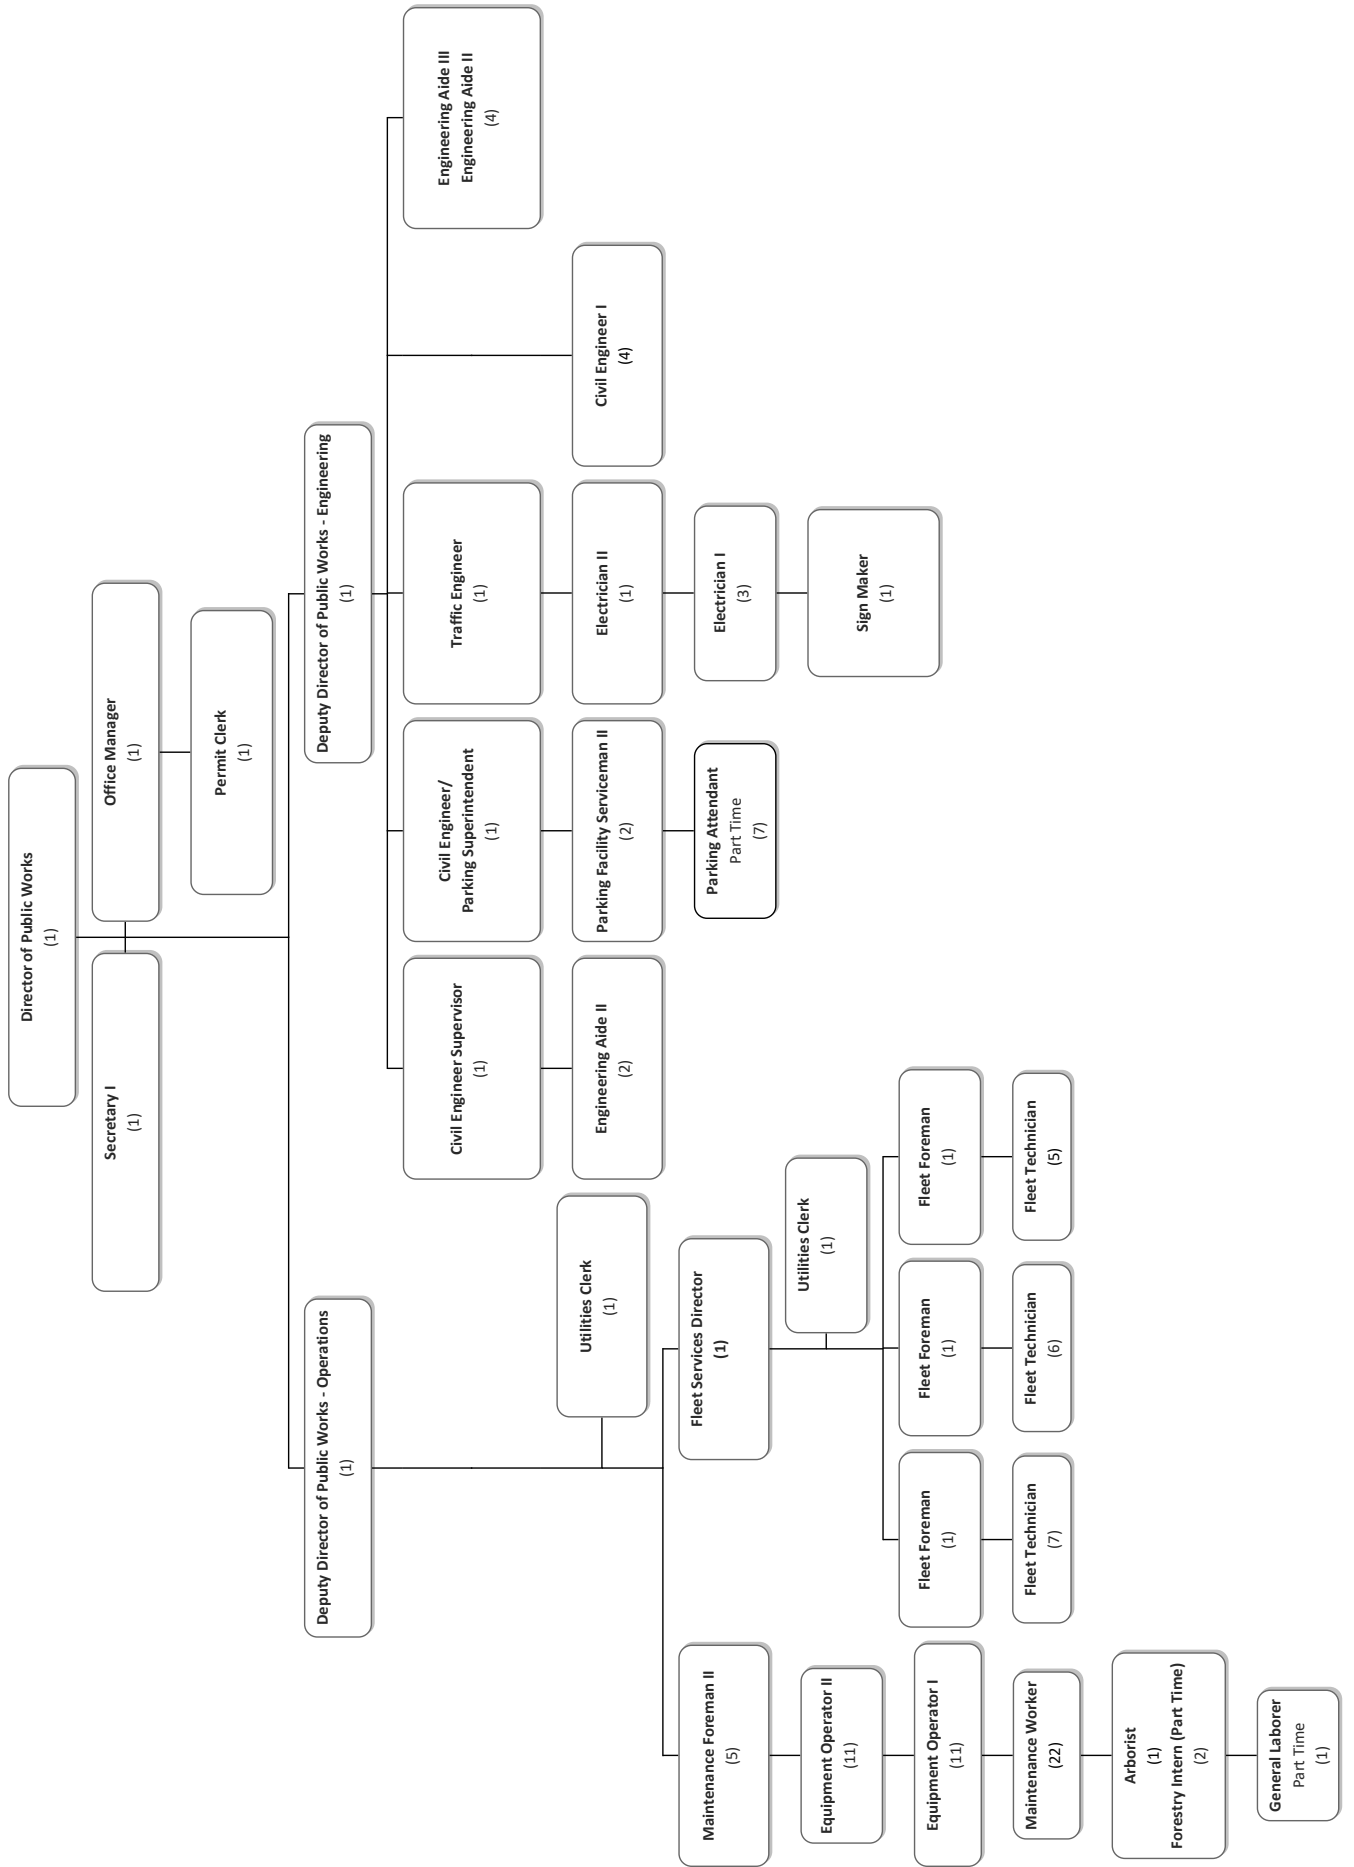 Director of Public Works
(1)
Secretary I
(1)
Office Manager
(1)
Permit Clerk
(1)
Deputy Director of Public Works - Operations
(1)
Deputy Director of Public Works - Engineering
(1)
Civil Engineer Supervisor
(1)
Civil Engineer/
Parking Superintendent
(1)
Traffic Engineer
(1)
Engineering Aide III
Engineering Aide II
(4)
Utilities Clerk
(1)
Engineering Aide II
(2)
Parking Facility Serviceman II
(2)
Electrician II
(1)
Civil Engineer I
(4)
Maintenance Foreman II
(5)
Fleet Services Director
(1)
Parking Attendant
Part Time
(7)
Electrician I
(3)
Equipment Operator II
(11)
Utilities Clerk
(1)
Sign Maker
(1)
Equipment Operator I
(11)
Fleet Foreman
(1)
Fleet Foreman
(1)
Fleet Foreman
(1)
Maintenance Worker
(22)
Fleet Technician
(7)
Fleet Technician
(6)
Fleet Technician
(5)
Arborist
(1)
Forestry Intern (Part Time)
(2)
General Laborer
Part Time
(1)